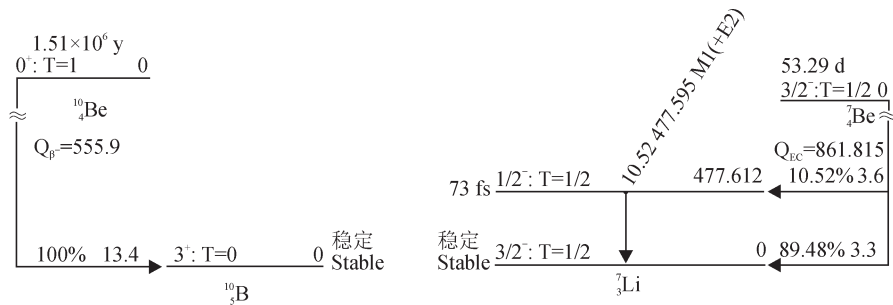 1.51×10⁶ y
0⁺: T=1 0
¹⁰₄Be
Qβ⁻=555.9
100% 13.4
3⁺: T=0 0
稳定
Stable
¹⁰₅B
10.52 477.595 M1(+E2)
53.29 d
3/2⁻:T=1/2 0
⁷₄Be
Q_EC=861.815
73 fs 1/2⁻: T=1/2 477.612 10.52% 3.6
稳定
Stable 3/2⁻: T=1/2 0 89.48% 3.3
⁷₃Li